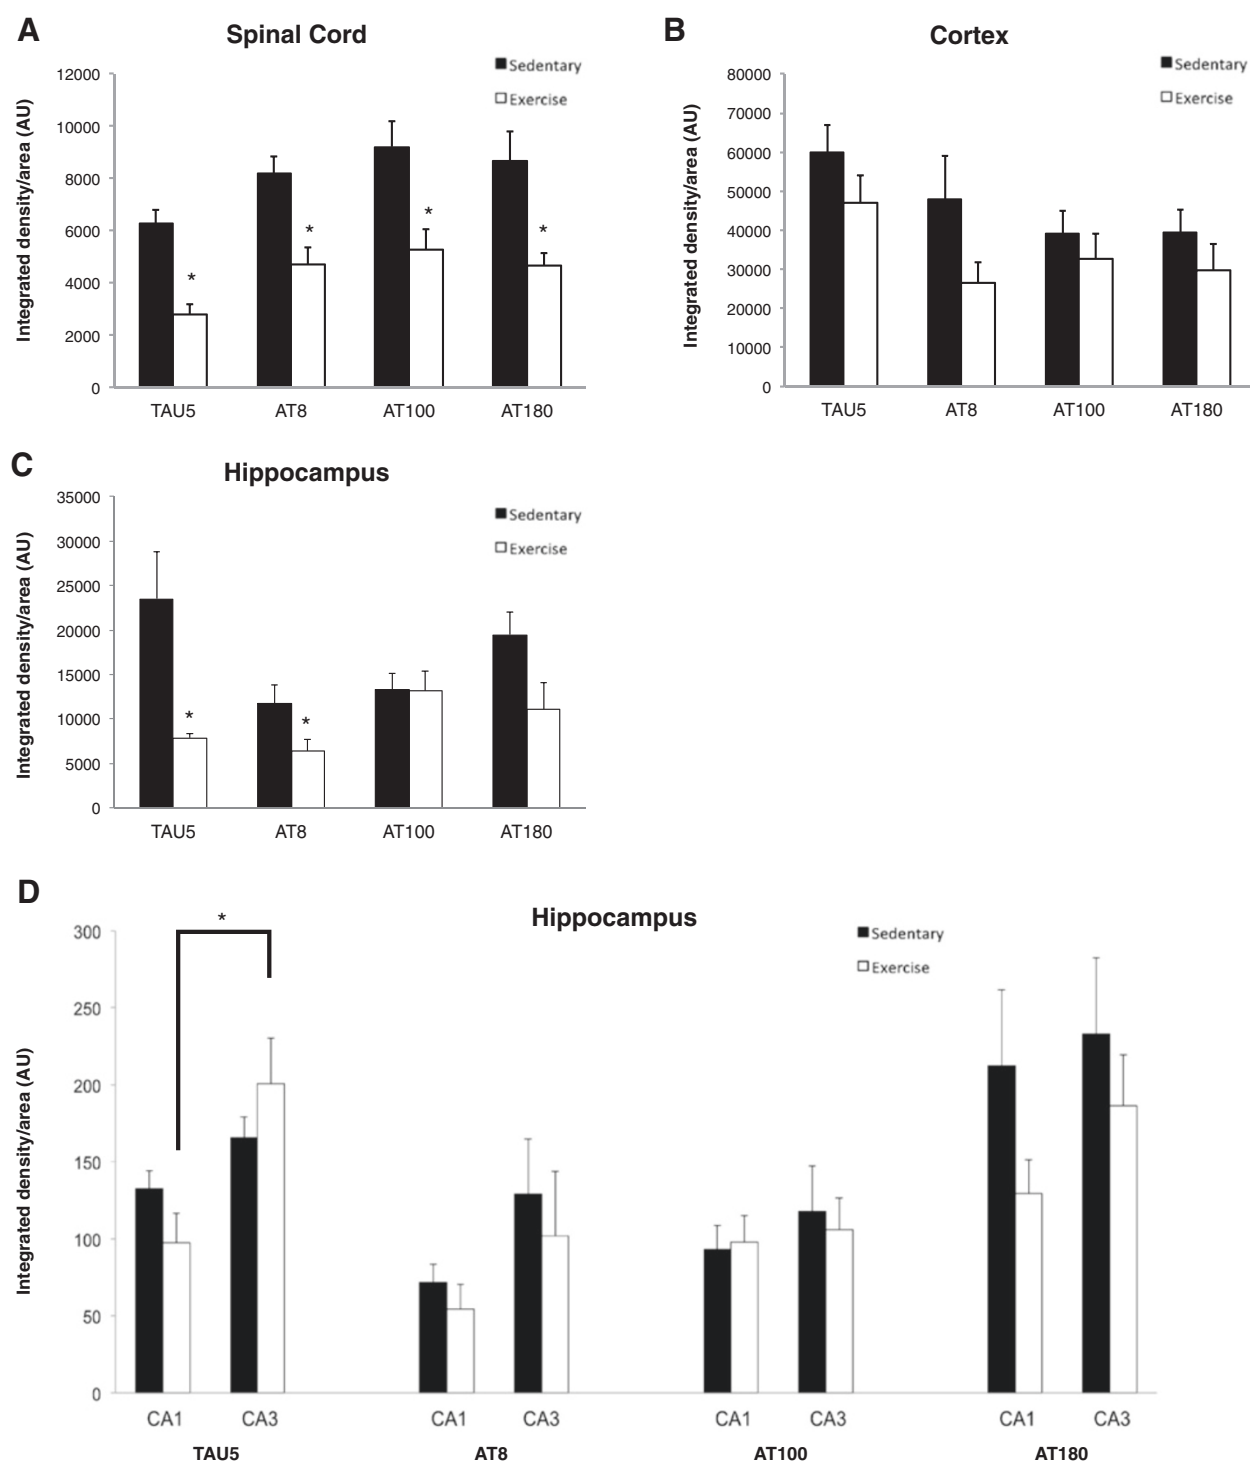 A
Spinal Cord
Sedentary
Exercise
Integrated density/area (AU)
12000
10000
8000
6000
4000
2000
0
*
*
*
*
TAU5 AT8 AT100 AT180
B
Cortex
Sedentary
Exercise
Integrated density/area (AU)
80000
70000
60000
50000
40000
30000
20000
10000
0
TAU5 AT8 AT100 AT180
C
Hippocampus
Sedentary
Exercise
Integrated density/area (AU)
35000
30000
25000
20000
15000
10000
5000
0
*
*
TAU5 AT8 AT100 AT180
D
Hippocampus
Sedentary
Exercise
*
Integrated density/area (AU)
300
250
200
150
100
50
0
CA1 CA3 CA1 CA3 CA1 CA3 CA1 CA3
TAU5 AT8 AT100 AT180